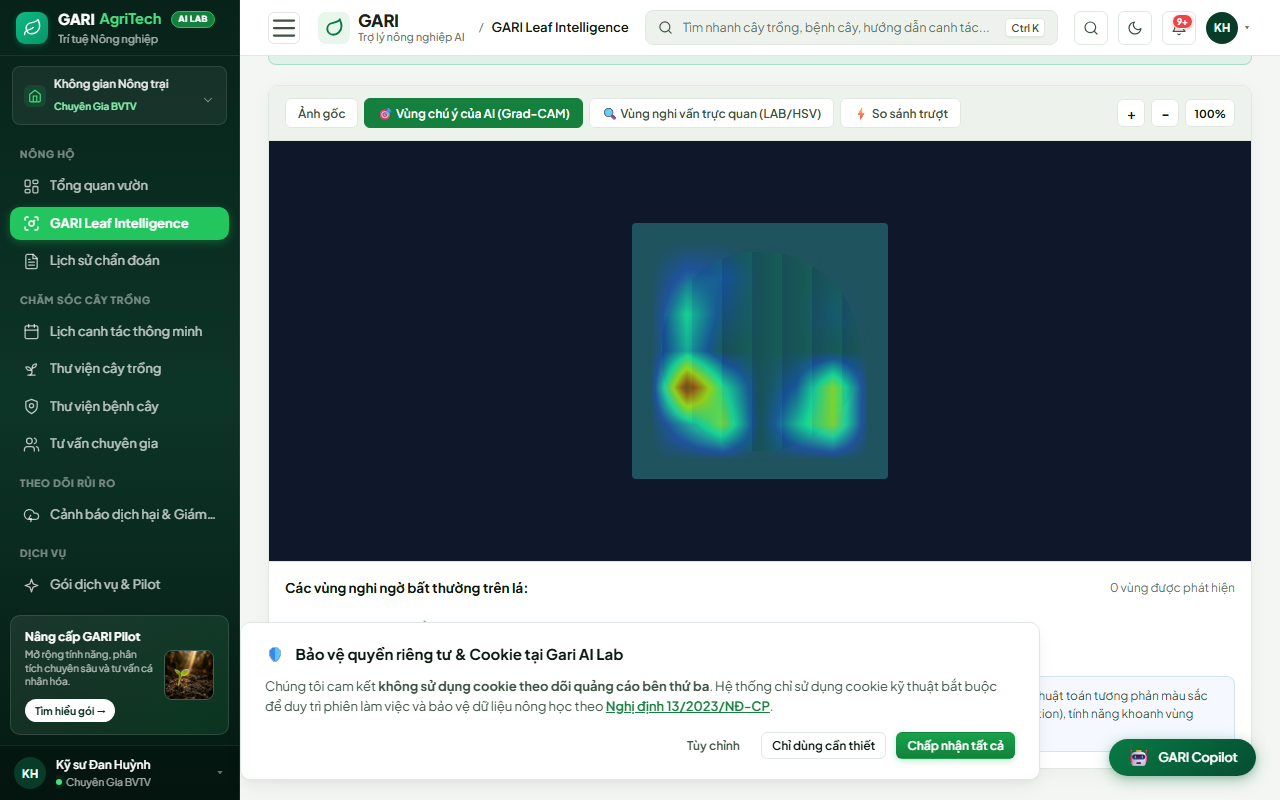 GARI AgriTech AI LAB
Trí tuệ Nông nghiệp
Không gian Nông trại
Chuyên Gia BVTV
NÔNG HỘ
Tổng quan vườn
GARI Leaf Intelligence
Lịch sử chẩn đoán
CHĂM SÓC CÂY TRỒNG
Lịch canh tác thông minh
Thư viện cây trồng
Thư viện bệnh cây
Tư vấn chuyên gia
THEO DÕI RỦI RO
Cảnh báo dịch hại & Giám...
DỊCH VỤ
Gói dịch vụ & Pilot
Nâng cấp GARI Pilot
Mở rộng tính năng, phân
tích chuyên sâu và tư vấn cá
nhân hóa.
Tìm hiểu gói →
KH
Kỹ sư Đan Huỳnh
Chuyên Gia BVTV
GARI
Trợ lý nông nghiệp AI
/ GARI Leaf Intelligence
Tìm nhanh cây trồng, bệnh cây, hướng dẫn canh tác...
Ctrl K
9+
KH
Ảnh gốc
Vùng chú ý của AI (Grad-CAM)
Vùng nghi vấn trực quan (LAB/HSV)
So sánh trượt
+
-
100%
Các vùng nghi ngờ bất thường trên lá:
0 vùng được phát hiện
huật toán tương phản màu sắc
tion), tính năng khoanh vùng
Bảo vệ quyền riêng tư & Cookie tại Gari AI Lab
Chúng tôi cam kết không sử dụng cookie theo dõi quảng cáo bên thứ ba. Hệ thống chỉ sử dụng cookie kỹ thuật bắt buộc
để duy trì phiên làm việc và bảo vệ dữ liệu nông học theo Nghị định 13/2023/NĐ-CP.
Tùy chỉnh
Chỉ dùng cần thiết
Chấp nhận tất cả
GARI Copilot